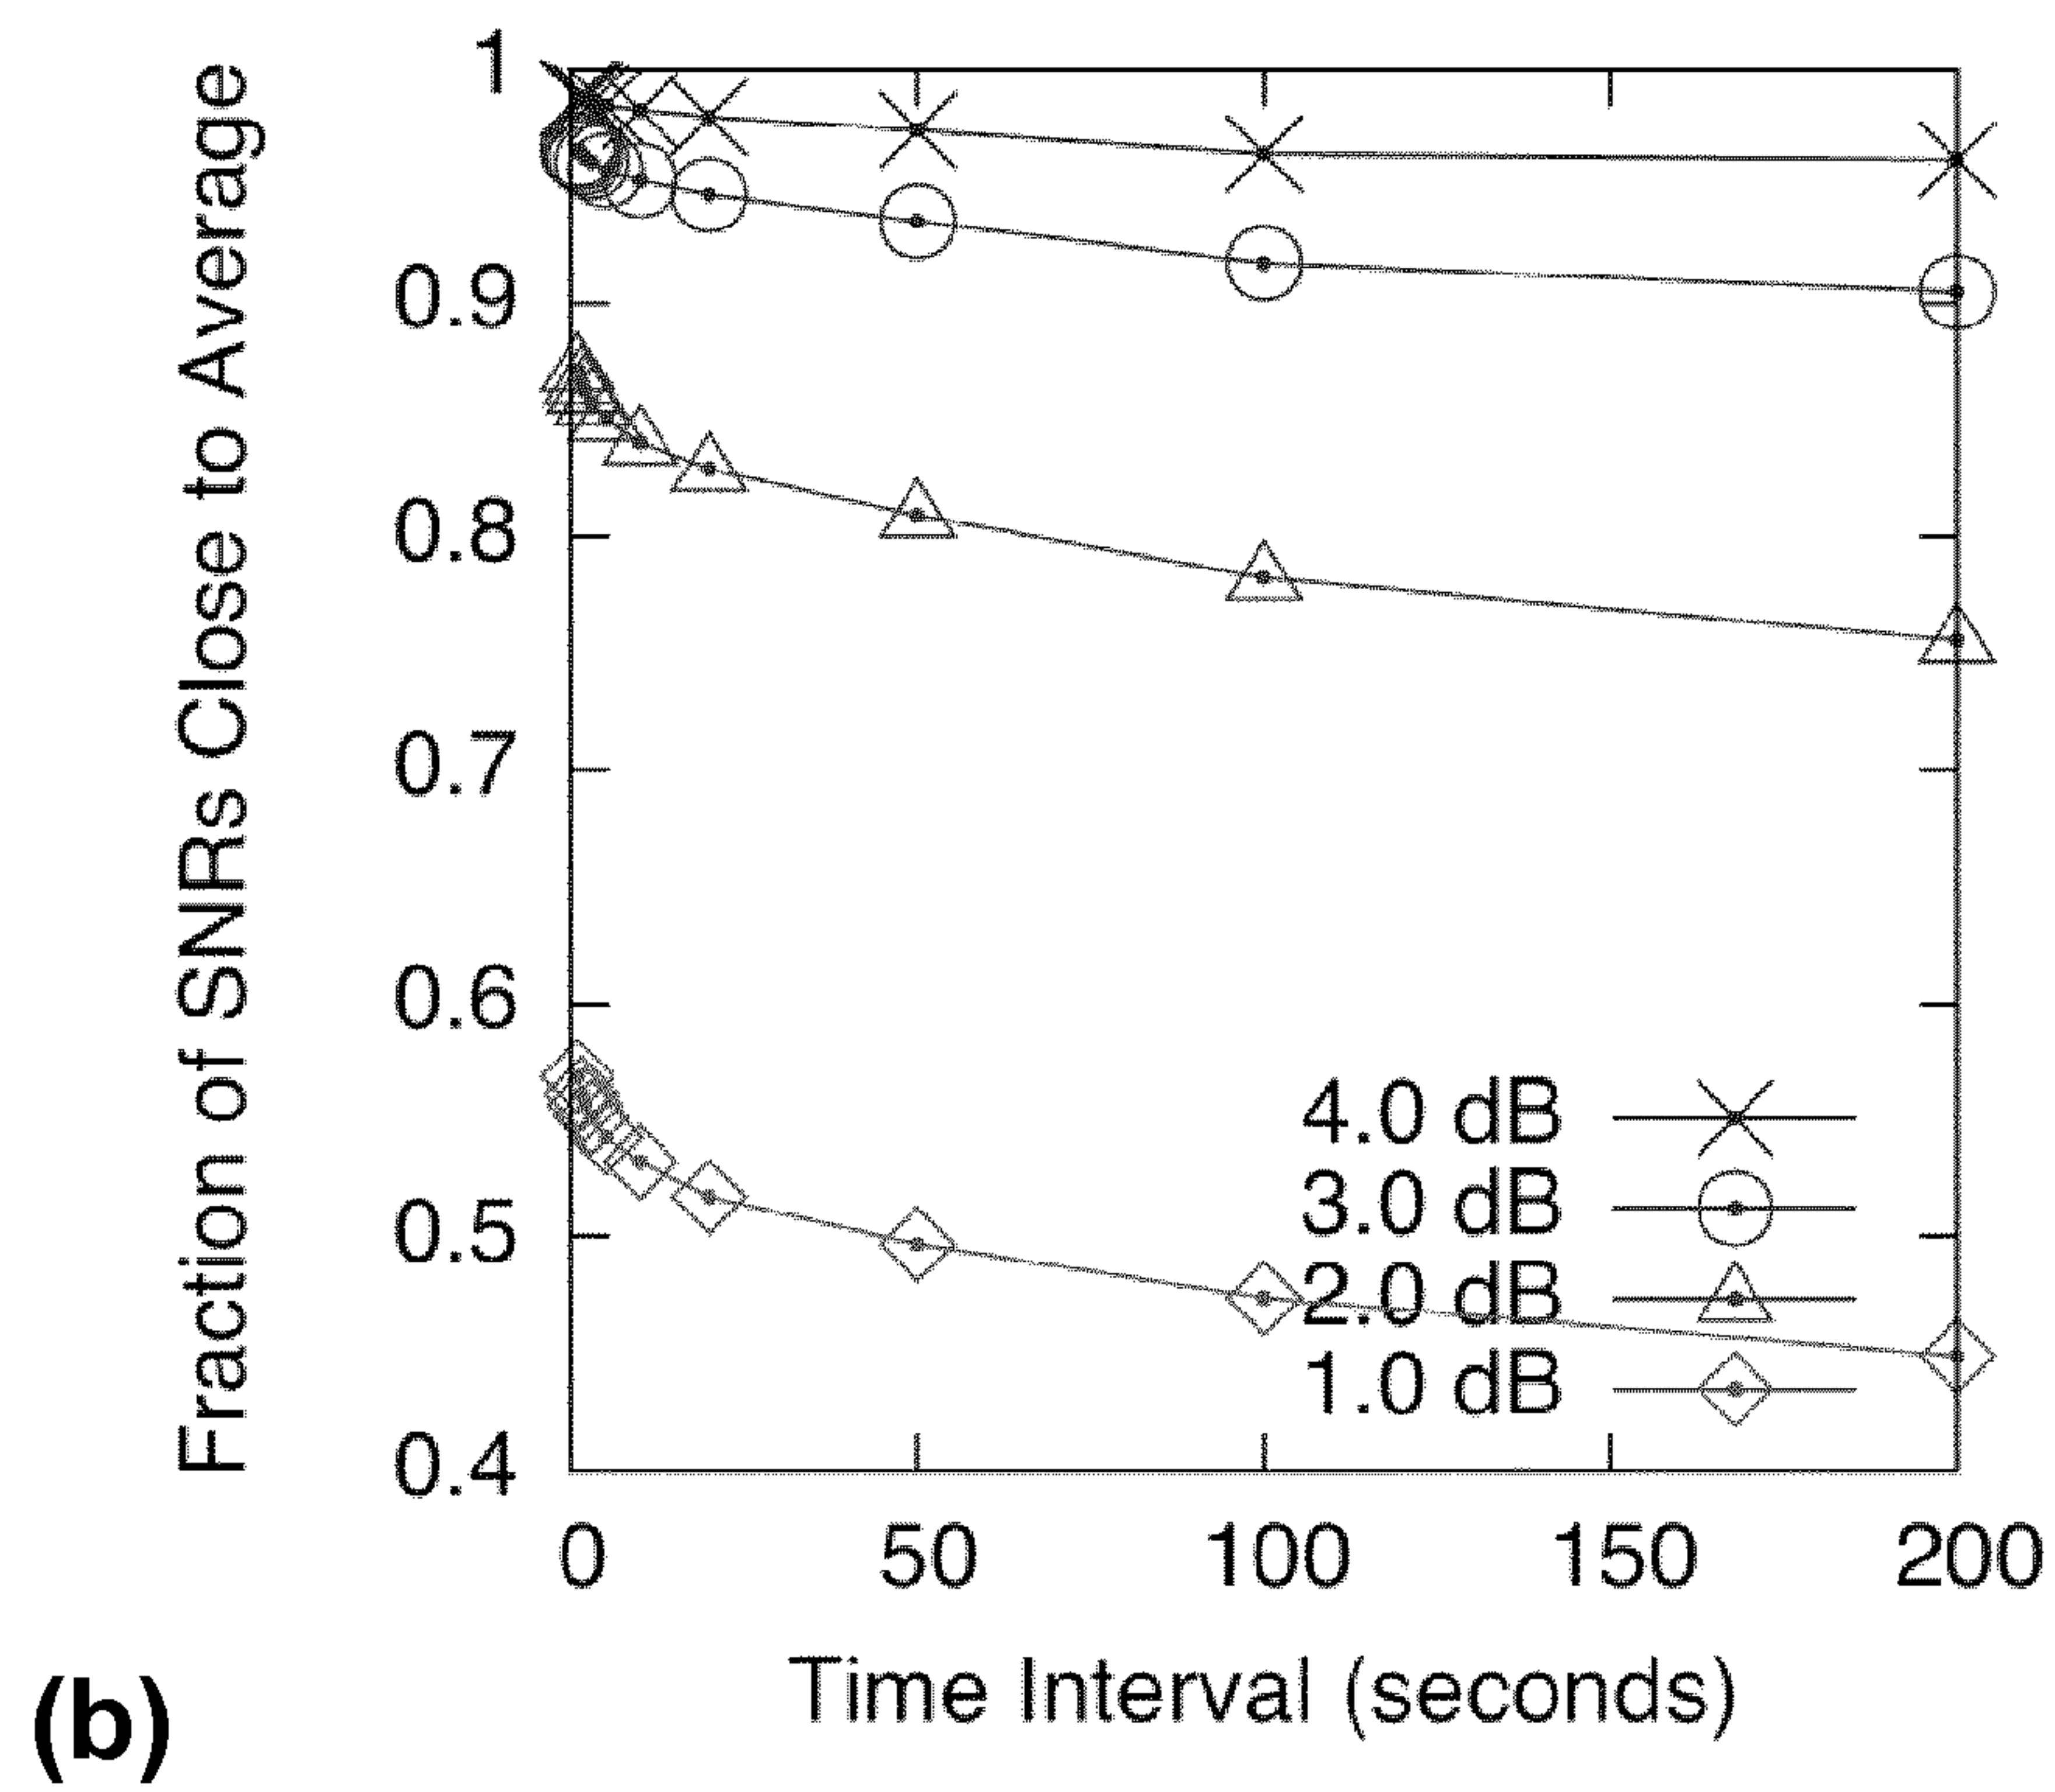 Fraction of SNRs Close to Average
1
0.9
0.8
0.7
0.6
0.5
0.4
4.0 dB
3.0 dB
2.0 dB
1.0 dB
0 50 100 150 200
Time Interval (seconds)
(b)